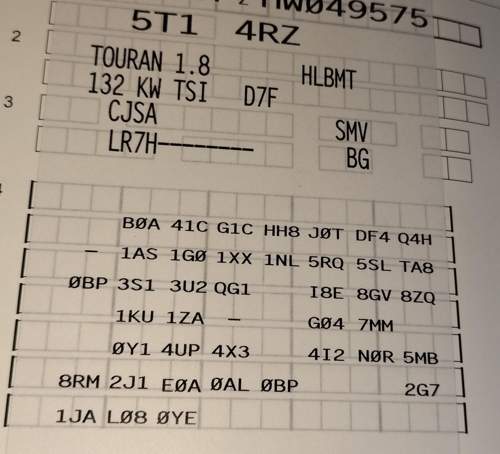 HW049575
5T1 4RZ
2
TOURAN 1.8 HLBMT
132 KW TSI D7F
3
CJSA SMV
LR7H-------- BG
BØA 41C G1C HH8 JØT DF4 Q4H
- 1AS 1GØ 1XX 1NL 5RQ 5SL TA8
ØBP 3S1 3U2 QG1 I8E 8GV 8ZQ
1KU 1ZA - GØ4 7MM
ØY1 4UP 4X3 4I2 NØR 5MB
8RM 2J1 EØA ØAL ØBP 2G7
1JA LØ8 ØYE